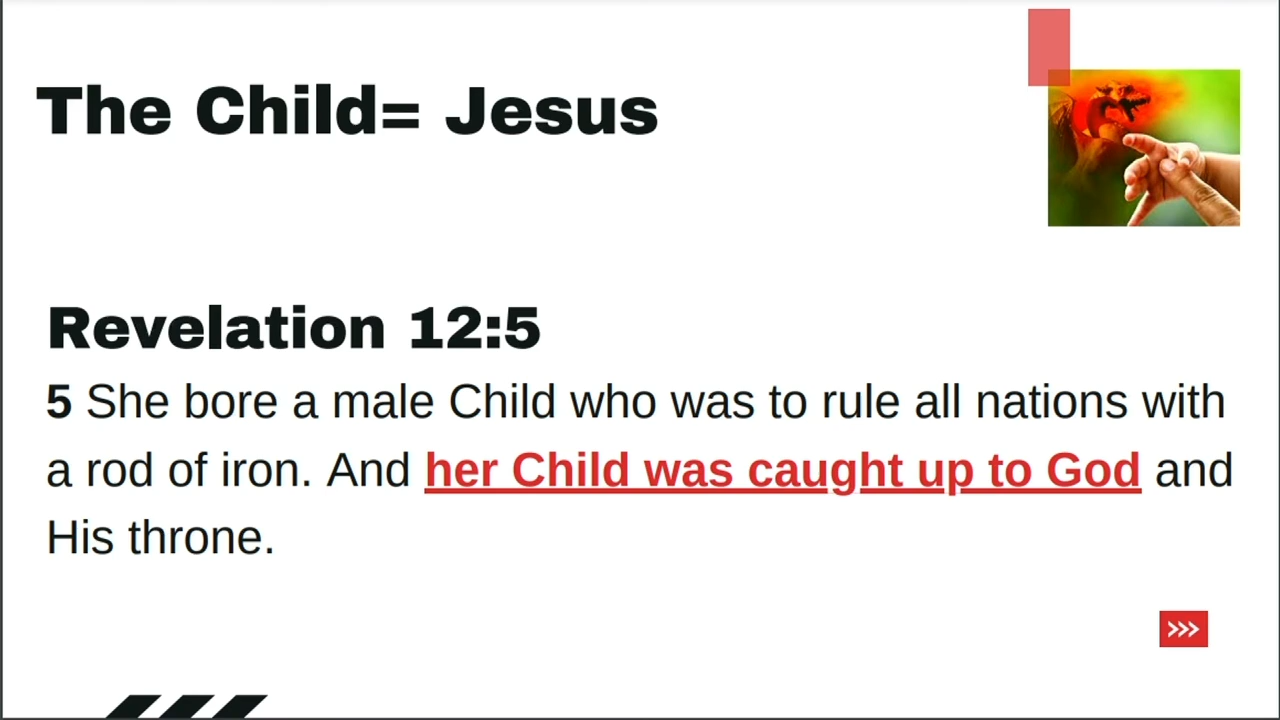 The Child= Jesus
Revelation 12:5
5 She bore a male Child who was to rule all nations with
a rod of iron. And her Child was caught up to God and
His throne.